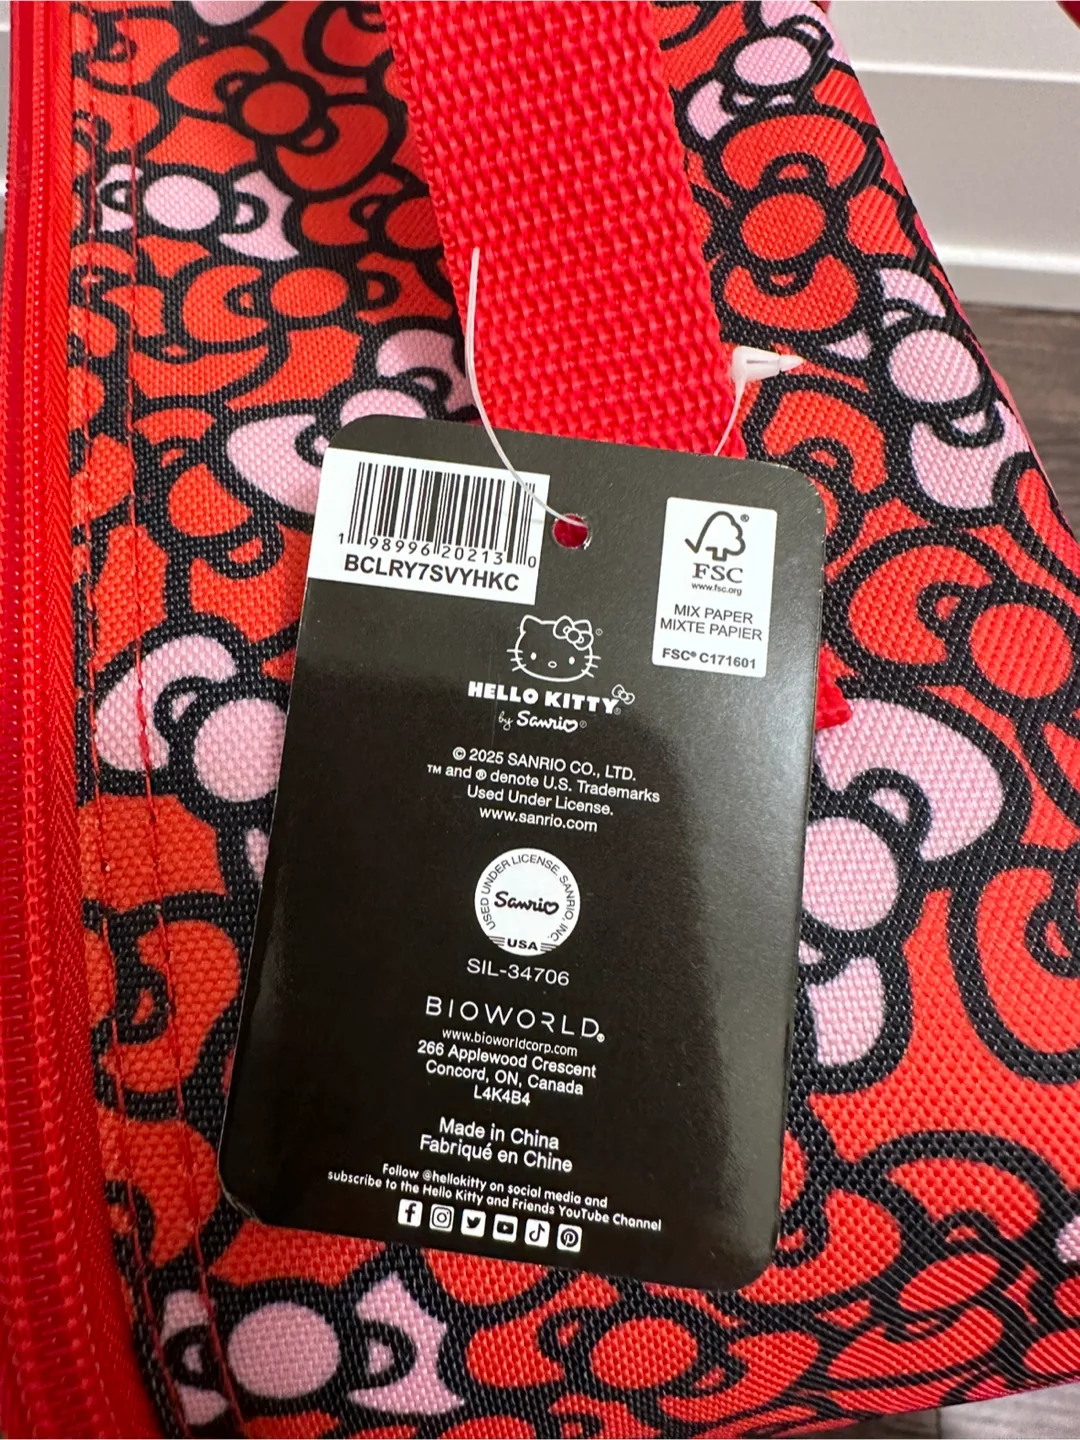 1 98996 20213 0
BCLRY7SVYHKC
FSC®
www.fsc.org
MIX PAPER
MIXTE PAPIER
FSC® C171601
HELLO KITTY®
by Sanrio®
© 2025 SANRIO CO., LTD.
™ and ® denote U.S. Trademarks
Used Under License.
www.sanrio.com
USED UNDER LICENSE, SANRIO, INC.
Sanrio
USA
SIL-34706
BIOWORLD®
www.bioworldcorp.com
266 Applewood Crescent
Concord, ON, Canada
L4K4B4
Made in China
Fabriqué en Chine
Follow @hellokitty on social media and
subscribe to the Hello Kitty and Friends YouTube Channel